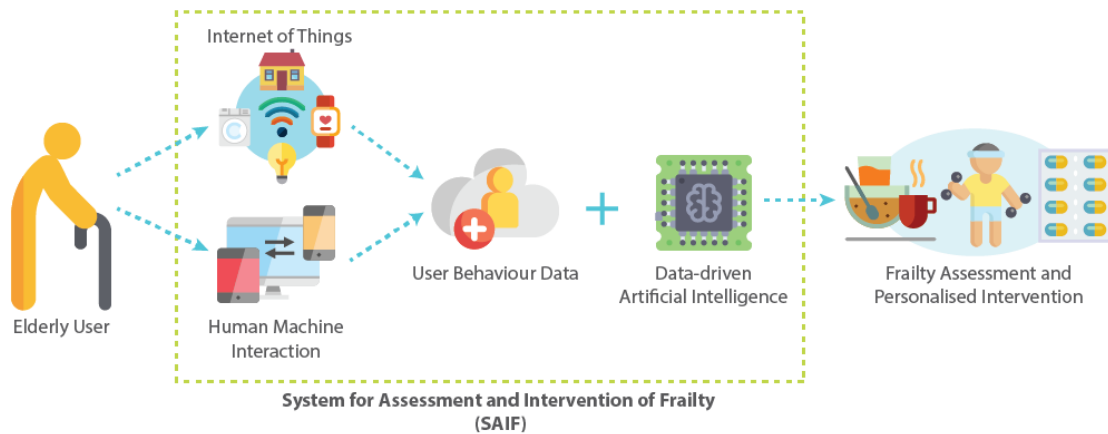 Internet of Things
Elderly User
Human Machine
Interaction
User Behaviour Data
Data-driven
Artificial Intelligence
Frailty Assessment and
Personalised Intervention
System for Assessment and Intervention of Frailty
(SAIF)